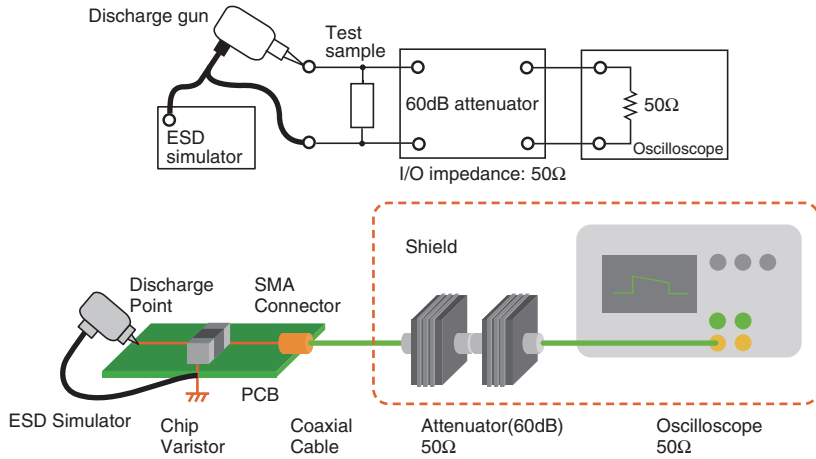 Discharge gun
Test
sample
60dB attenuator
50Ω
ESD
simulator
Oscilloscope
I/O impedance: 50Ω
Shield
Discharge
Point
SMA
Connector
PCB
ESD Simulator
Chip
Varistor
Coaxial
Cable
Attenuator(60dB)
50Ω
Oscilloscope
50Ω